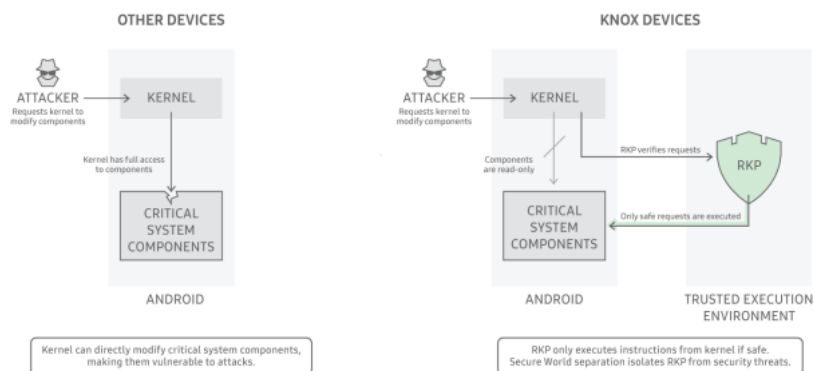 OTHER DEVICES
ATTACKER
Requests kernel to
modify components
KERNEL
Kernel has full access
to components
CRITICAL
SYSTEM
COMPONENTS
ANDROID
Kernel can directly modify critical system components,
making them vulnerable to attacks.
KNOX DEVICES
ATTACKER
Requests kernel to
modify components
KERNEL
Components
are read-only
RKP verifies requests
RKP
Only safe requests are executed
CRITICAL
SYSTEM
COMPONENTS
ANDROID
TRUSTED EXECUTION
ENVIRONMENT
RKP only executes instructions from kernel if safe.
Secure World separation isolates RKP from security threats.